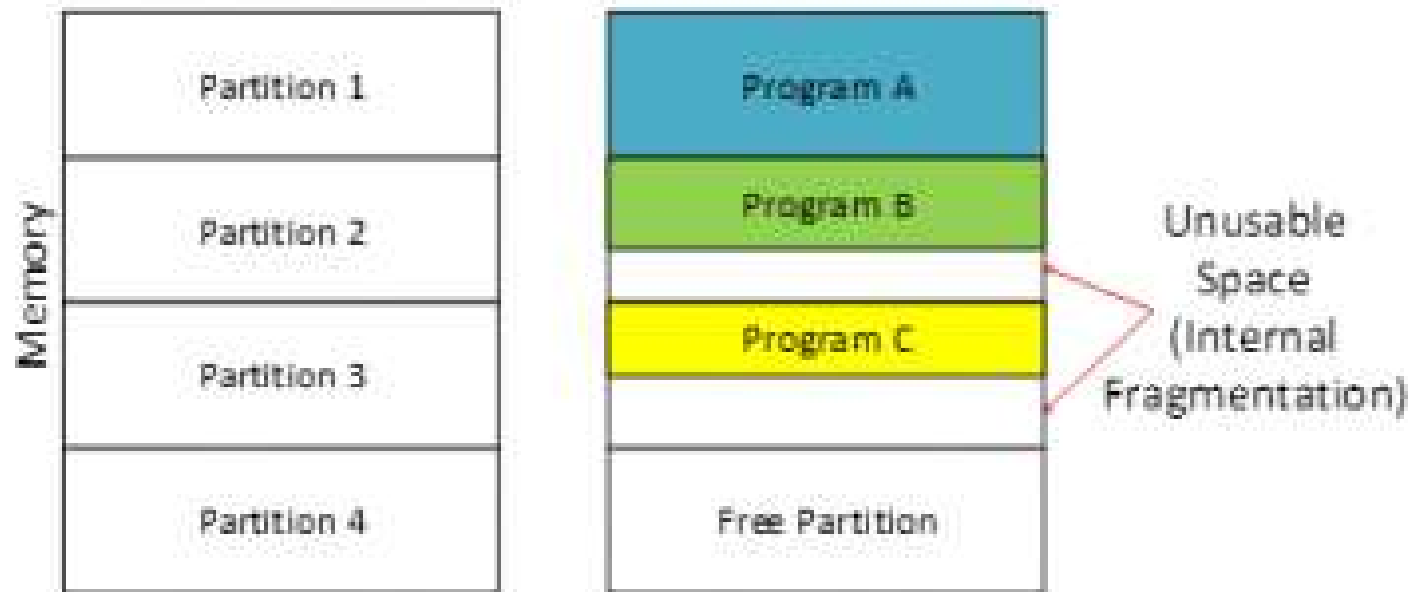 Memory
Partition 1
Partition 2
Partition 3
Partition 4
Program A
Program B
Program C
Free Partition
Unusable
Space
(Internal
Fragmentation)